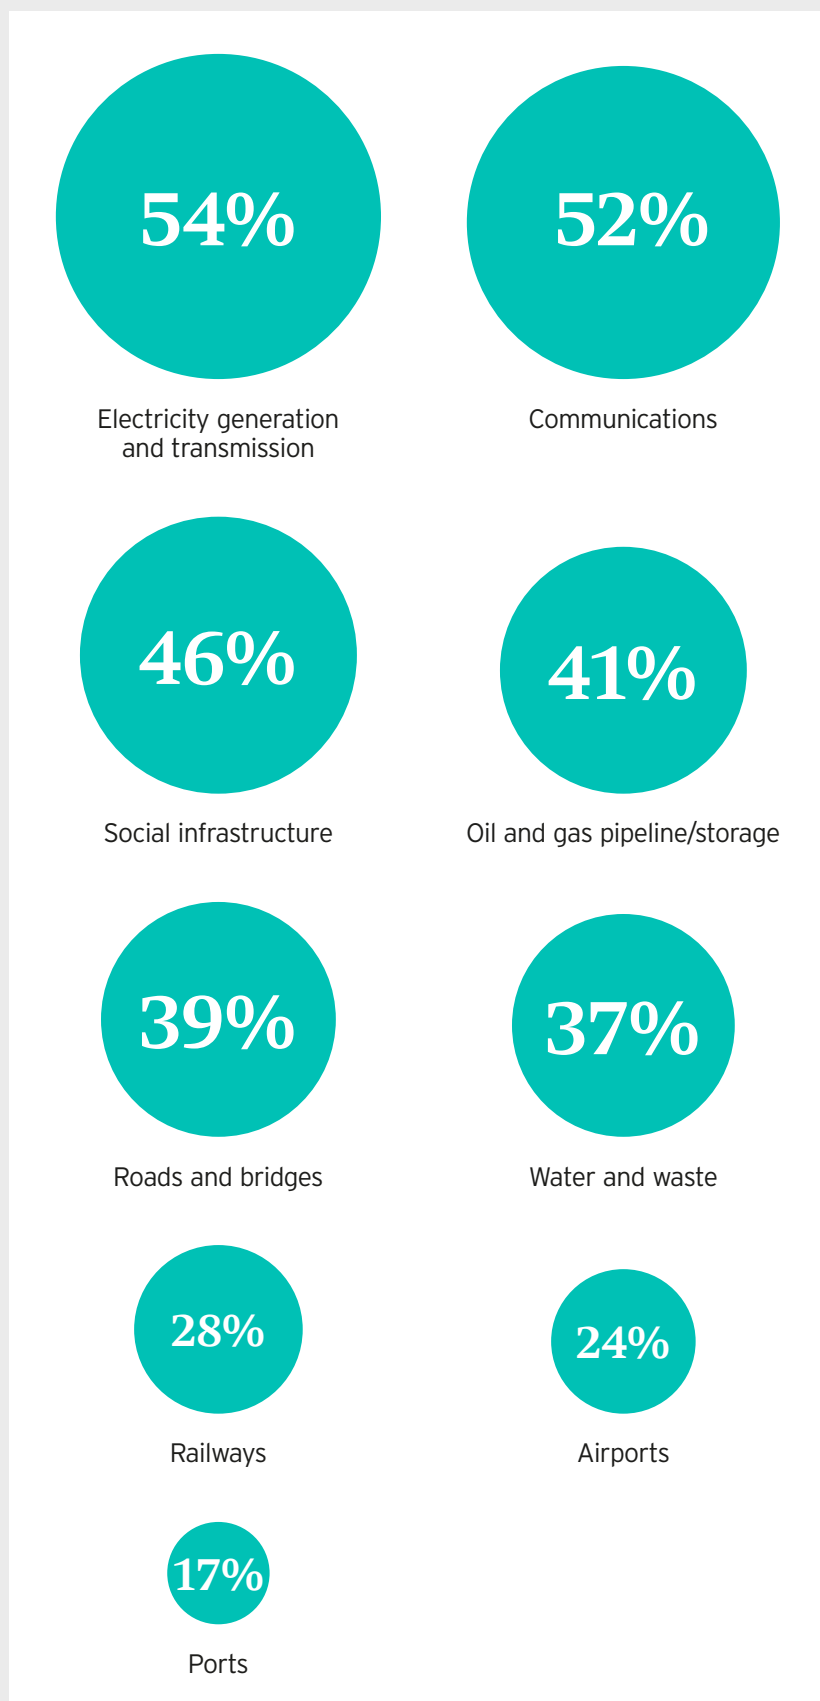 54%
52%
Electricity generation
and transmission
Communications
46%
41%
Social infrastructure
Oil and gas pipeline/storage
39%
37%
Roads and bridges
Water and waste
28%
24%
Railways
Airports
17%
Ports